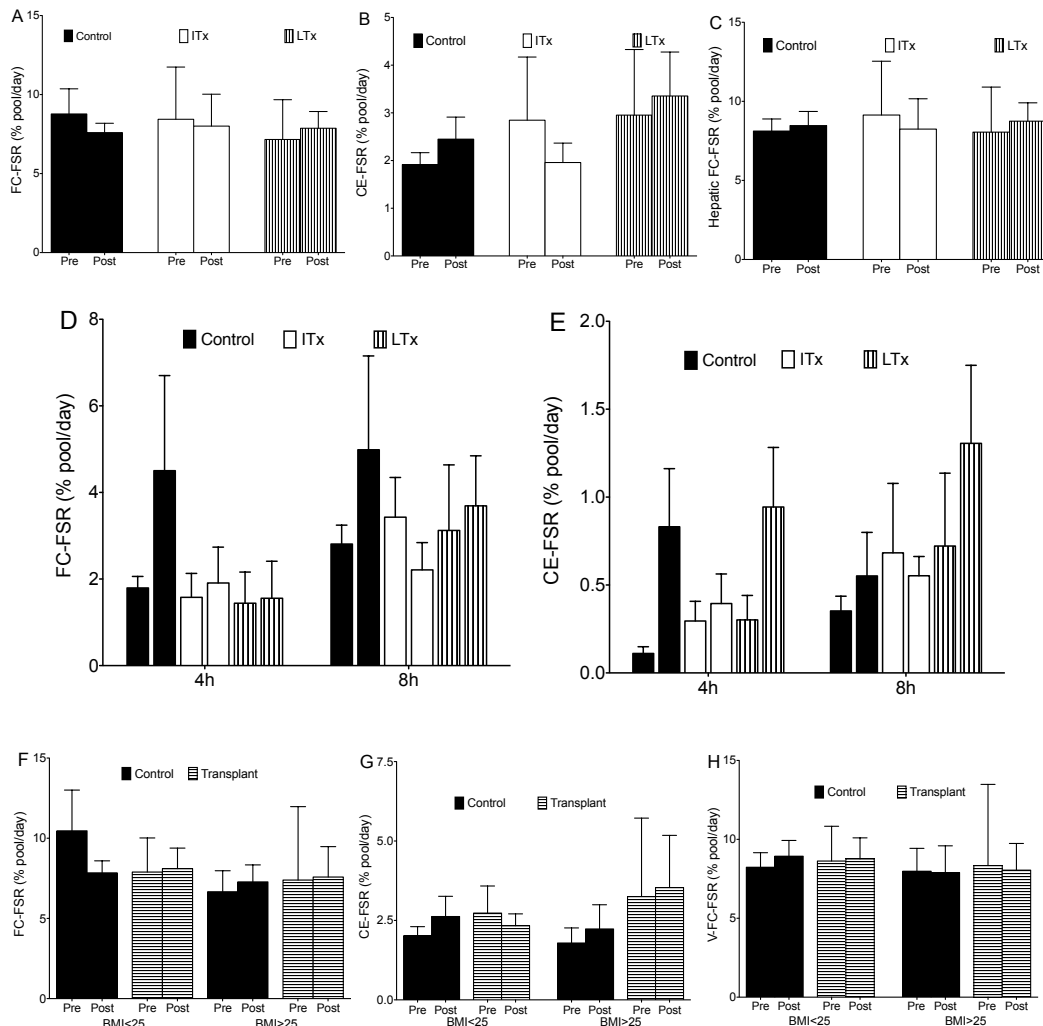 A
Control
ITx
LTx
FC-FSR (% pool/day)
15
10
5
0
Pre Post Pre Post Pre Post
B
Control
ITx
LTx
CE-FSR (% pool/day)
5
4
3
2
1
0
Pre Post Pre Post Pre Post
C
Control
ITx
LTx
Hepatic FC-FSR (% pool/day)
15
10
5
0
Pre Post Pre Post Pre Post
D
Control ITx LTx
FC-FSR (% pool/day)
8
6
4
2
0
4h 8h
E
Control ITx LTx
CE-FSR (% pool/day)
2.0
1.5
1.0
0.5
0.0
4h 8h
F
Control Transplant
FC-FSR (% pool/day)
15
10
5
0
Pre Post Pre Post Pre Post Pre Post
BMI<25 BMI>25
G
Control Transplant
CE-FSR (% pool/day)
7.5
5.0
2.5
0.0
Pre Post Pre Post Pre Post Pre Post
BMI<25 BMI>25
H
Control Transplant
V-FC-FSR (% pool/day)
15
10
5
0
Pre Post Pre Post Pre Post Pre Post
BMI<25 BMI>25